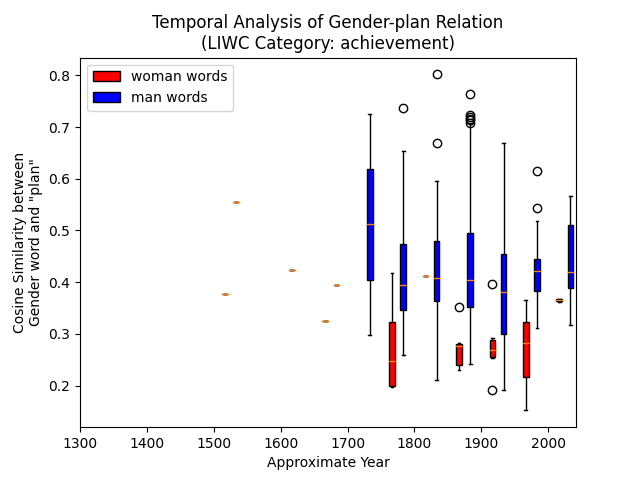 Temporal Analysis of Gender-plan Relation
(LIWC Category: achievement)
woman words
man words
0.8
0.7
0.6
0.5
0.4
0.3
0.2
Cosine Similarity between
Gender word and "plan"
1300 1400 1500 1600 1700 1800 1900 2000
Approximate Year